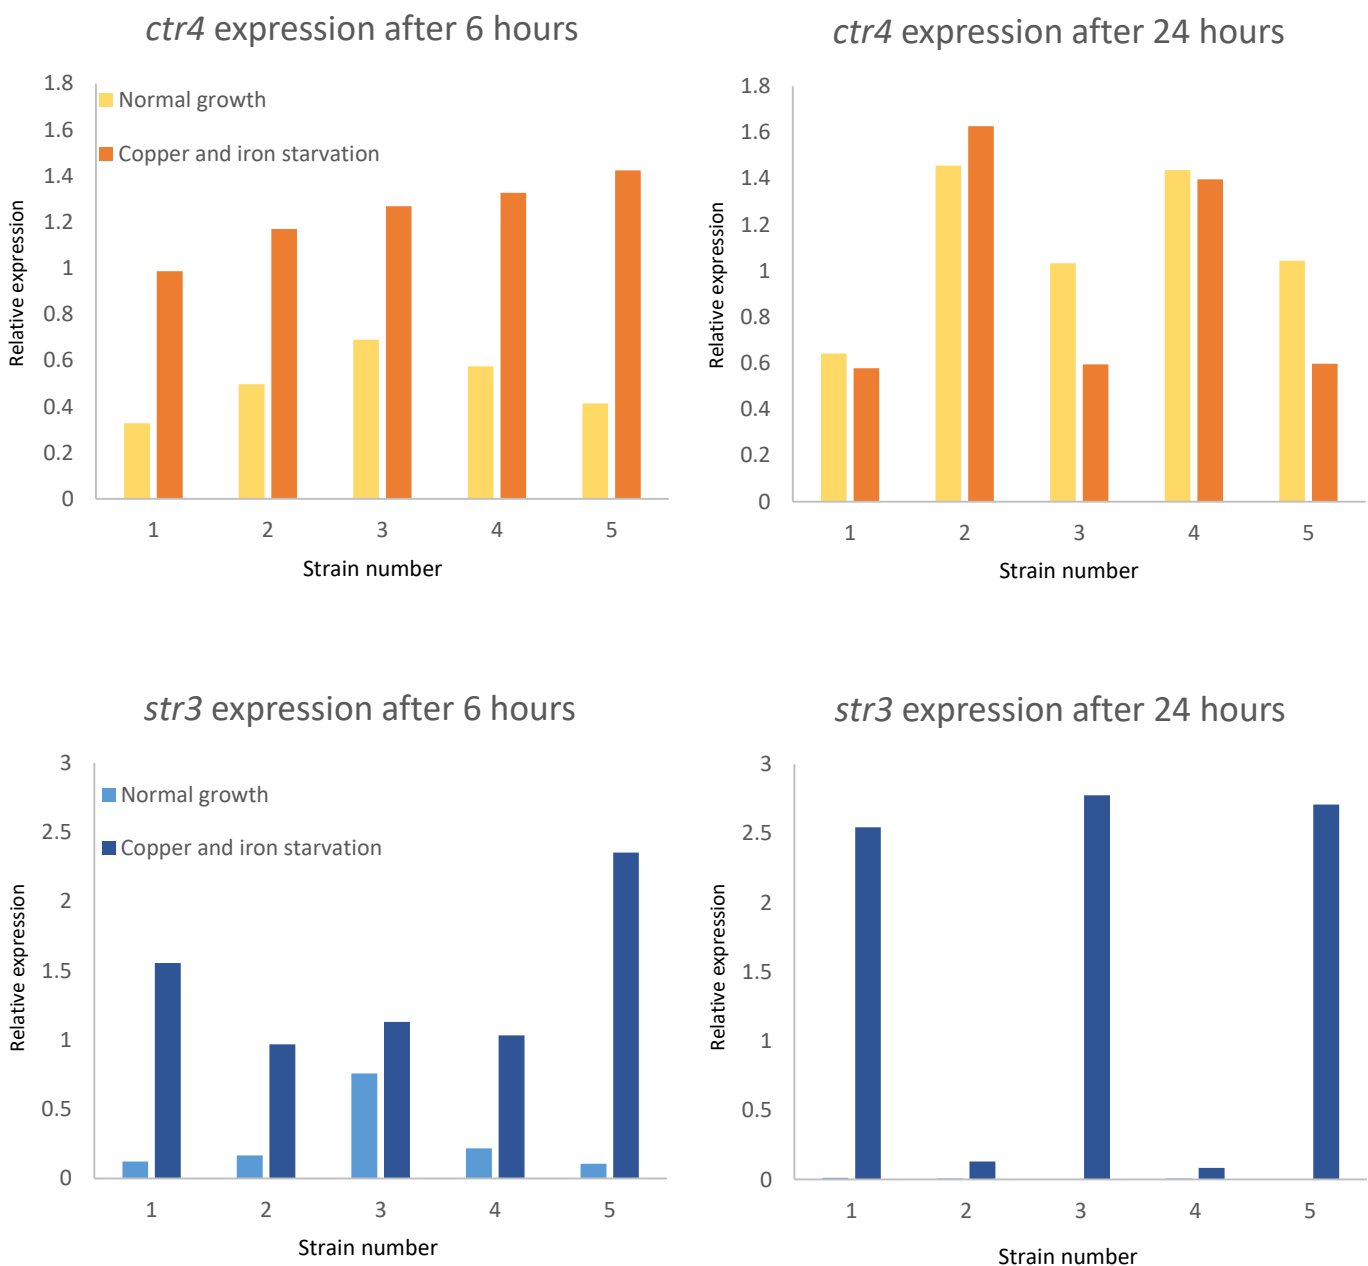 ctr4 expression after 6 hours
1.8
1.6
1.4
1.2
1
0.8
0.6
0.4
0.2
0
Relative expression
Normal growth
Copper and iron starvation
1 2 3 4 5
Strain number
ctr4 expression after 24 hours
1.8
1.6
1.4
1.2
1
0.8
0.6
0.4
0.2
0
Relative expression
1 2 3 4 5
Strain number
str3 expression after 6 hours
3
2.5
2
1.5
1
0.5
0
Relative expression
Normal growth
Copper and iron starvation
1 2 3 4 5
Strain number
str3 expression after 24 hours
3
2.5
2
1.5
1
0.5
0
Relative expression
1 2 3 4 5
Strain number